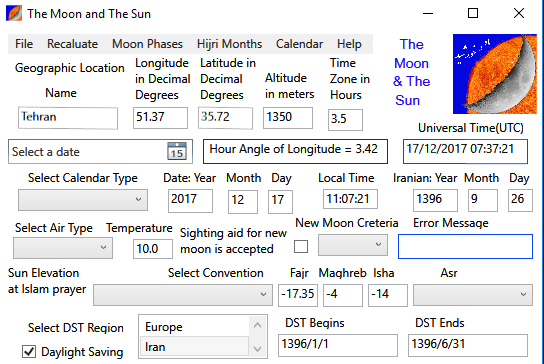 The Moon and The Sun
File Recaluate Moon Phases Hijri Months Calendar Help
The
Moon
& The
Sun
Geographic Location
Name
Longitude
in Decimal
Degrees
Latitude in
Decimal
Degrees
Altitude
in meters
Time
Zone in
Hours
Tehran 51.37 35.72 1350 3.5
Universal Time(UTC)
Select a date 15 Hour Angle of Longitude = 3.42 17/12/2017 07:37:21
Select Calendar Type Date: Year Month Day Local Time Iranian: Year Month Day
2017 12 17 11:07:21 1396 9 26
Select Air Type Temperature
10.0
Sighting aid for new
moon is accepted
New Moon Creteria Error Message
Sun Elevation
at Islam prayer
Select Convention Fajr Maghreb Isha Asr
-17.35 -4 -14
Select DST Region
Europe
Iran
DST Begins DST Ends
1396/1/1 1396/6/31
Daylight Saving